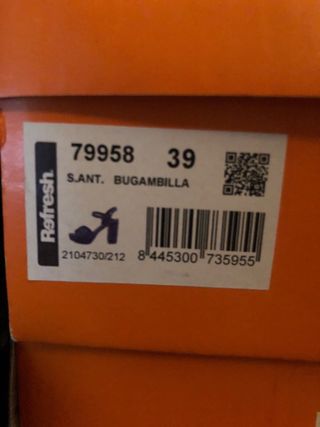 Refresh.
79958 39
S.ANT. BUGAMBILLA
2104730/212
8 445300 735955